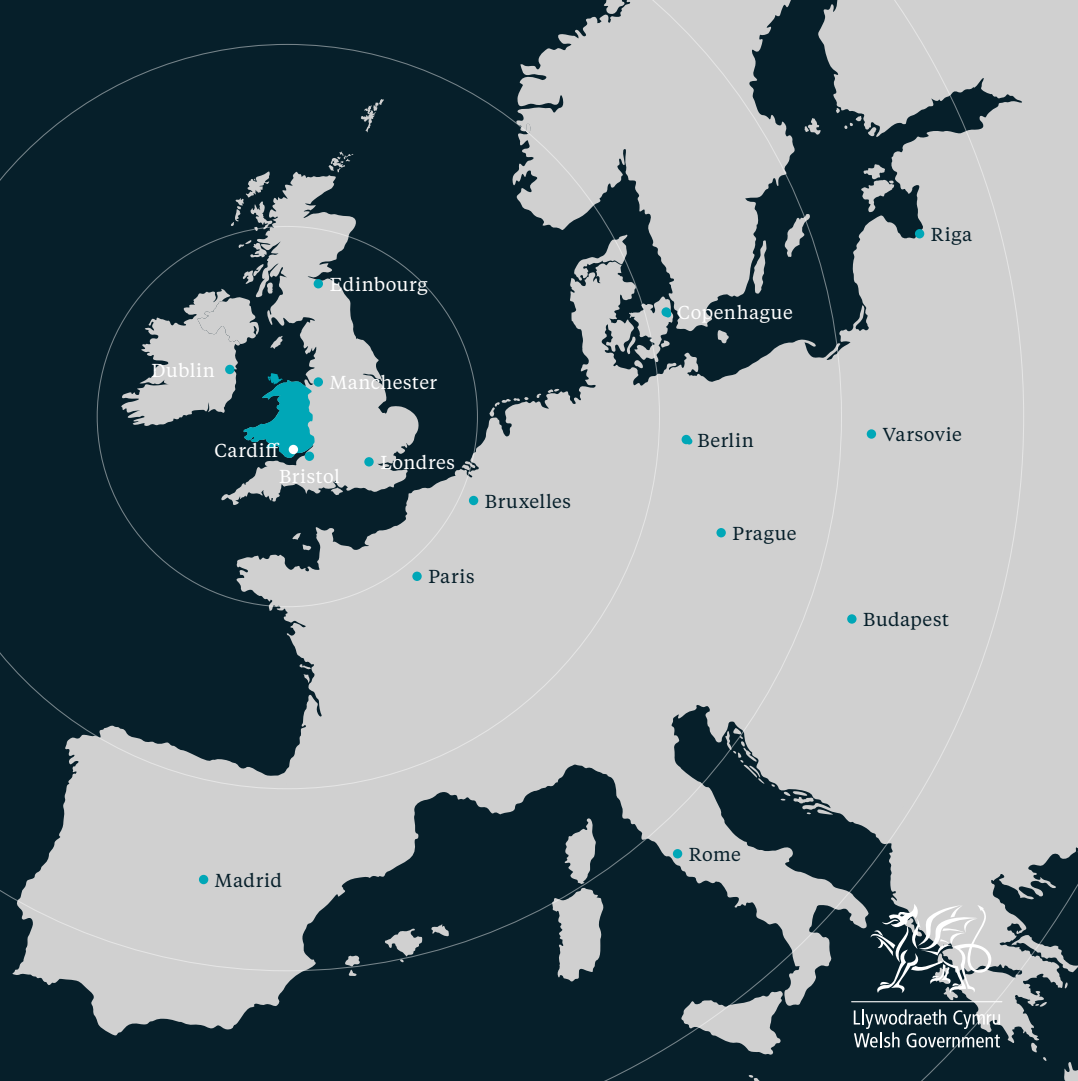 Riga
Edinbourg
Copenhague
Dublin
Manchester
Varsovie
Berlin
Cardiff
Londres
Bristol
Bruxelles
Prague
Paris
Budapest
Rome
Madrid
Llywodraeth Cymru
Welsh Government